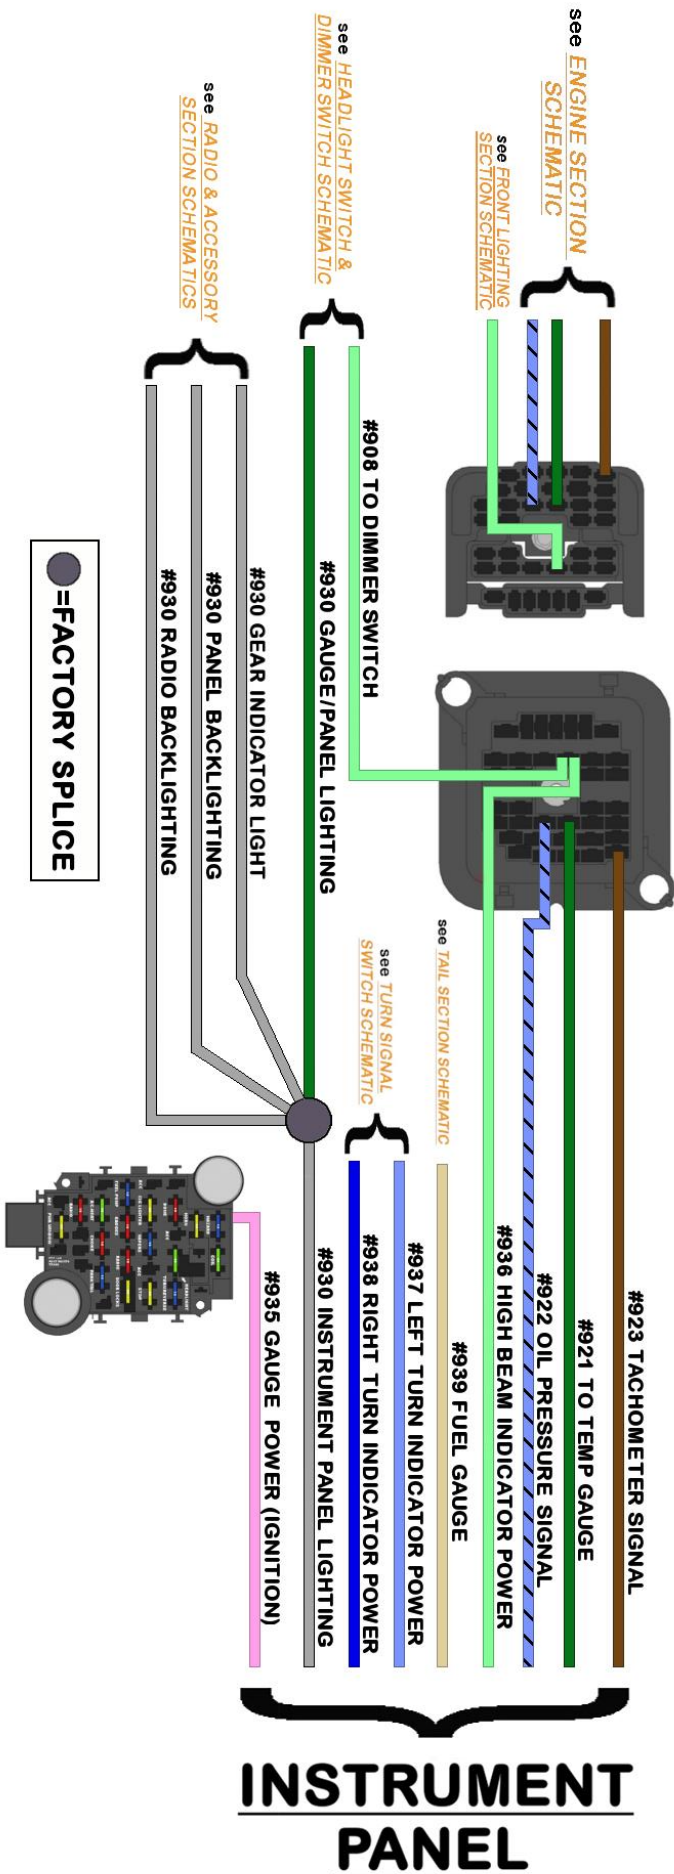 see ENGINE SECTION
SCHEMATIC
see FRONT LIGHTING
SECTION SCHEMATIC
see HEADLIGHT SWITCH &
DIMMER SWITCH SCHEMATIC
see RADIO & ACCESSORY
SECTION SCHEMATICS
#908 TO DIMMER SWITCH
#930 GAUGE/PANEL LIGHTING
#930 GEAR INDICATOR LIGHT
#930 PANEL BACKLIGHTING
#930 RADIO BACKLIGHTING
=FACTORY SPLICE
see TAIL SECTION SCHEMATIC
see TURN SIGNAL
SWITCH SCHEMATIC
#923 TACHOMETER SIGNAL
#921 TO TEMP GAUGE
#922 OIL PRESSURE SIGNAL
#936 HIGH BEAM INDICATOR POWER
#939 FUEL GAUGE
#937 LEFT TURN INDICATOR POWER
#938 RIGHT TURN INDICATOR POWER
#930 INSTRUMENT PANEL LIGHTING
#935 GAUGE POWER (IGNITION)
INSTRUMENT
PANEL